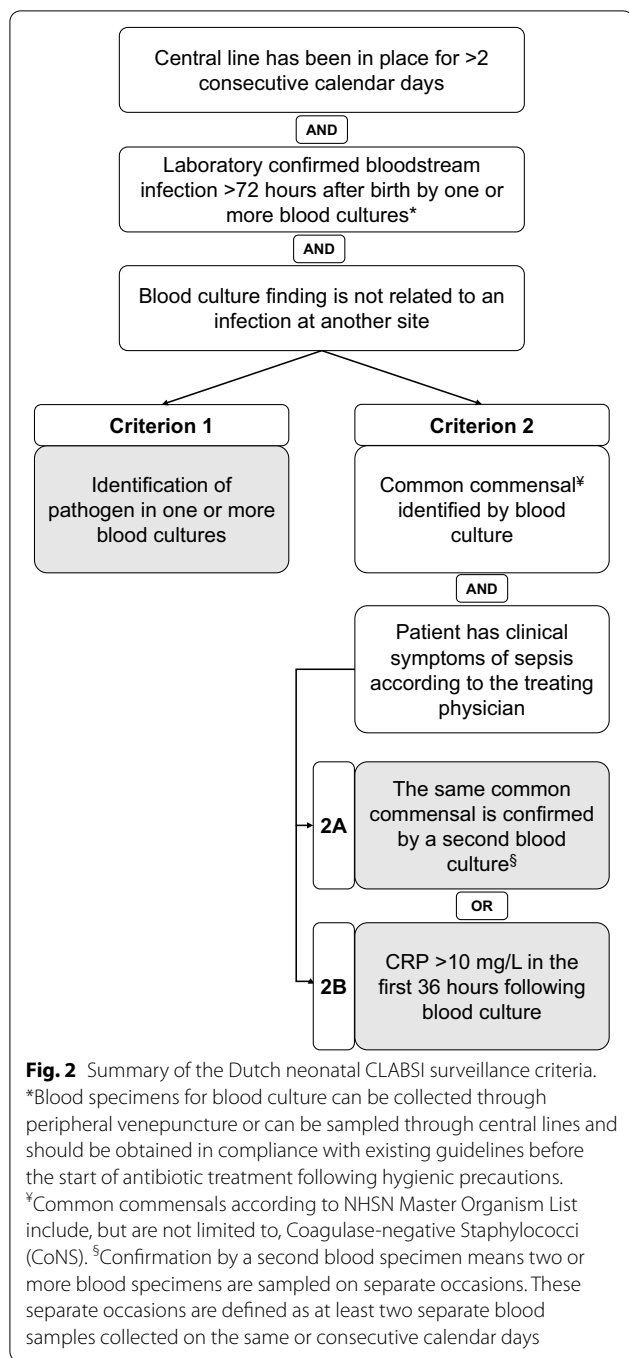 Central line has been in place for >2
consecutive calendar days
AND
Laboratory confirmed bloodstream
infection >72 hours after birth by one or
more blood cultures*
AND
Blood culture finding is not related to an
infection at another site
Criterion 1
Identification of
pathogen in one or more
blood cultures
Criterion 2
Common commensal¥
identified by blood
culture
AND
Patient has clinical
symptoms of sepsis
according to the treating
physician
2A
The same common
commensal is confirmed
by a second blood
culture§
OR
2B
CRP >10 mg/L in the
first 36 hours following
blood culture
Fig. 2 Summary of the Dutch neonatal CLABSI surveillance criteria.
*Blood specimens for blood culture can be collected through
peripheral venepuncture or can be sampled through central lines and
should be obtained in compliance with existing guidelines before
the start of antibiotic treatment following hygienic precautions.
¥Common commensals according to NHSN Master Organism List
include, but are not limited to, Coagulase-negative Staphylococci
(CoNS). §Confirmation by a second blood specimen means two or
more blood specimens are sampled on separate occasions. These
separate occasions are defined as at least two separate blood
samples collected on the same or consecutive calendar days